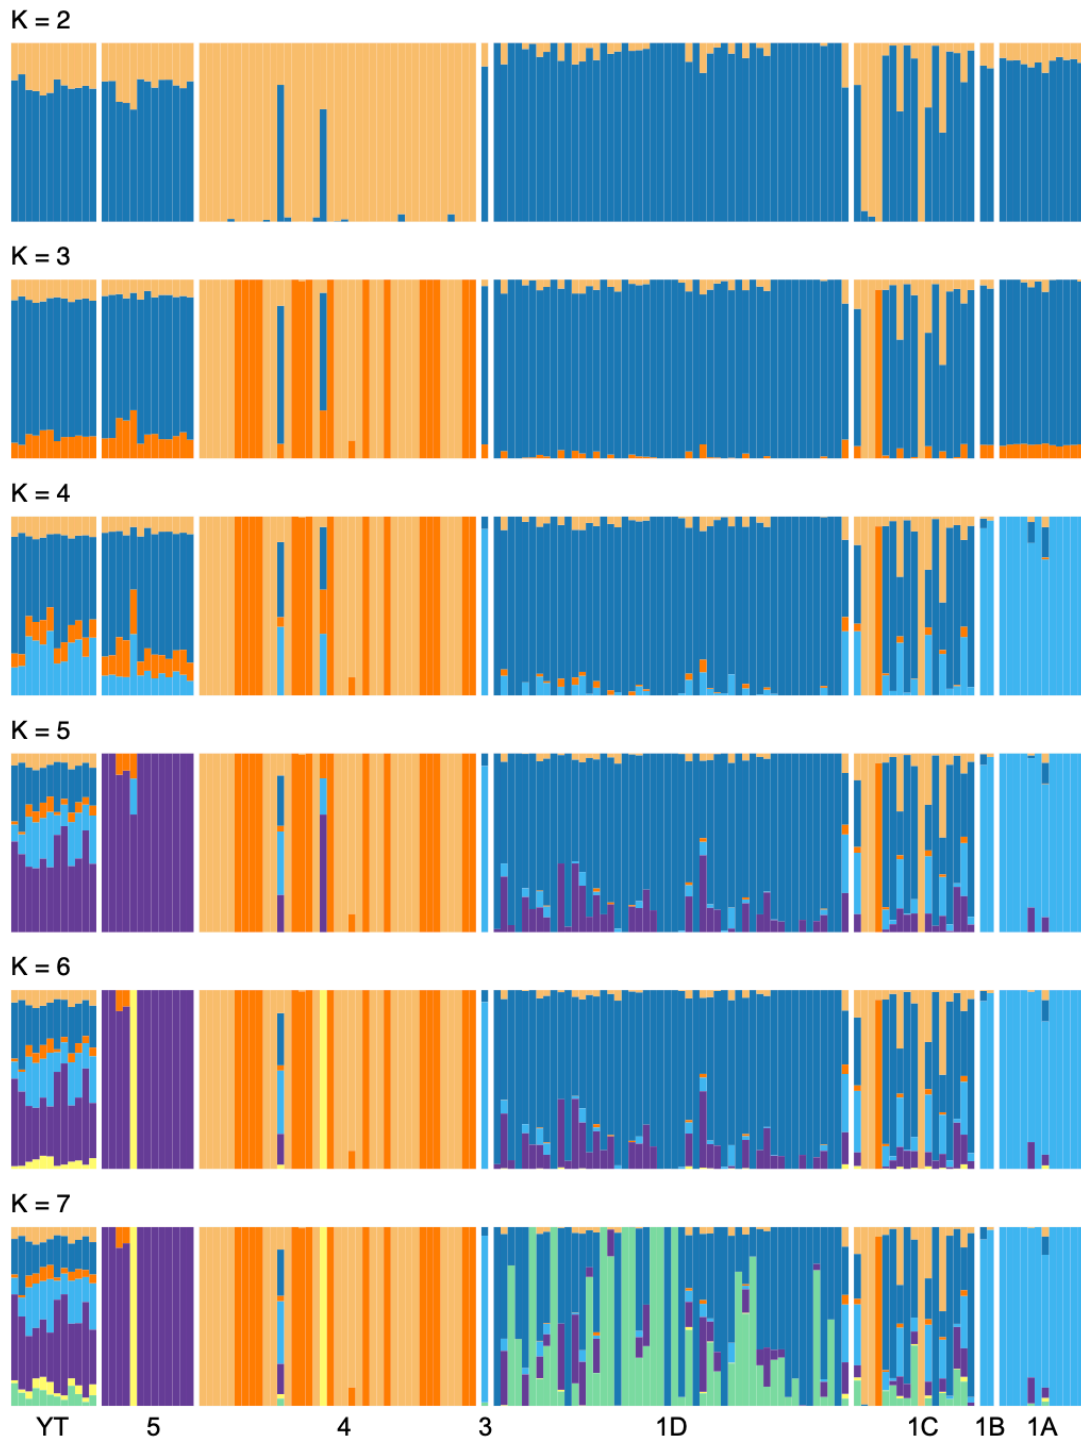 K = 2
K = 3
K = 4
K = 5
K = 6
K = 7
YT 5 4 3 1D 1C 1B 1A